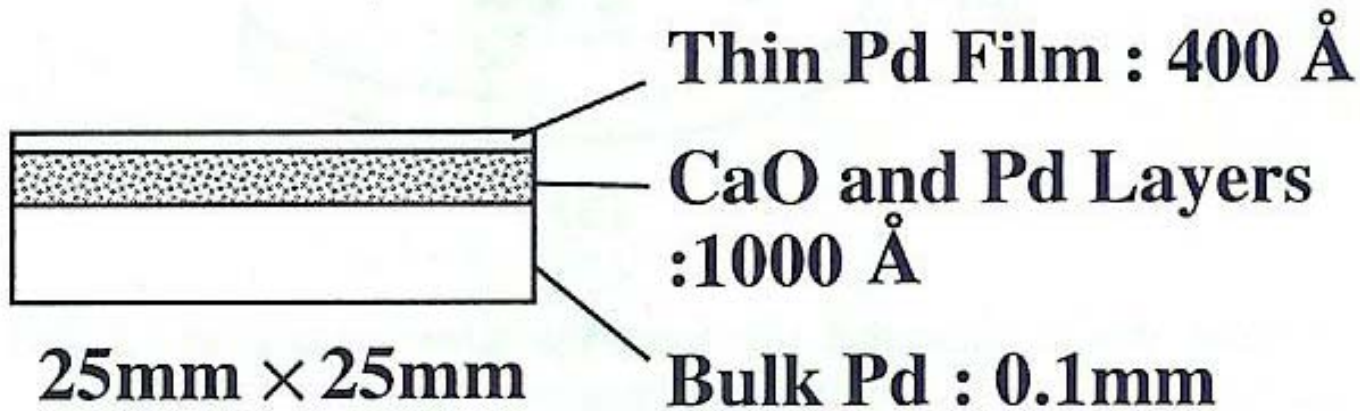 Thin Pd Film : 400 Å
CaO and Pd Layers
:1000 Å
25mm × 25mm
Bulk Pd : 0.1mm